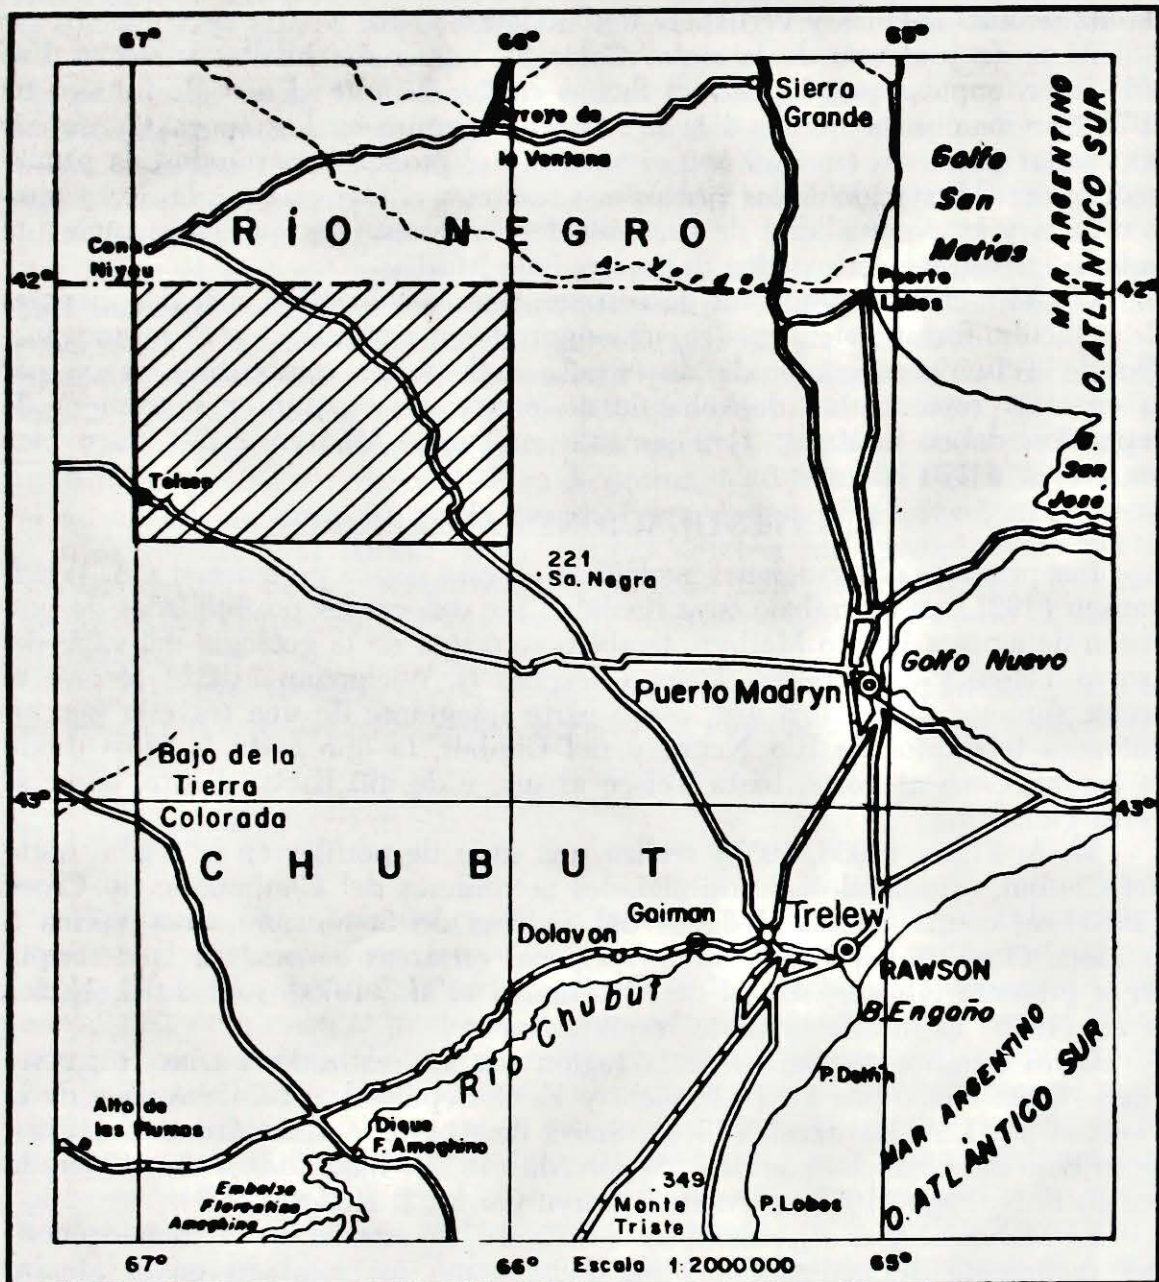 67°
66°
65°
Sierra
Grande
Arroyo de
la Ventana
Golfo
San
Matías
MAR ARGENTINO
O. ATLÁNTICO SUR
RÍO NEGRO
Cona
Niyeu
42°
42°
Puerto
Lobos
G.
San
José
Telsen
221
Sa. Negra
Golfo Nuevo
Puerto Madryn
Bajo de la
Tierra
Colorada
43°
43°
CHUBUT
Gaiman
Trelew
Dolavon
RAWSON
B. Engaño
Río Chubut
P. Delfín
MAR ARGENTINO
O. ATLÁNTICO SUR
Alto de
las Plumas
Dique
F. Ameghino
Embalse
Florentino
Ameghino
349
Monte
Triste
P. Lobos
67°
66°
Escala 1:2000000
65°